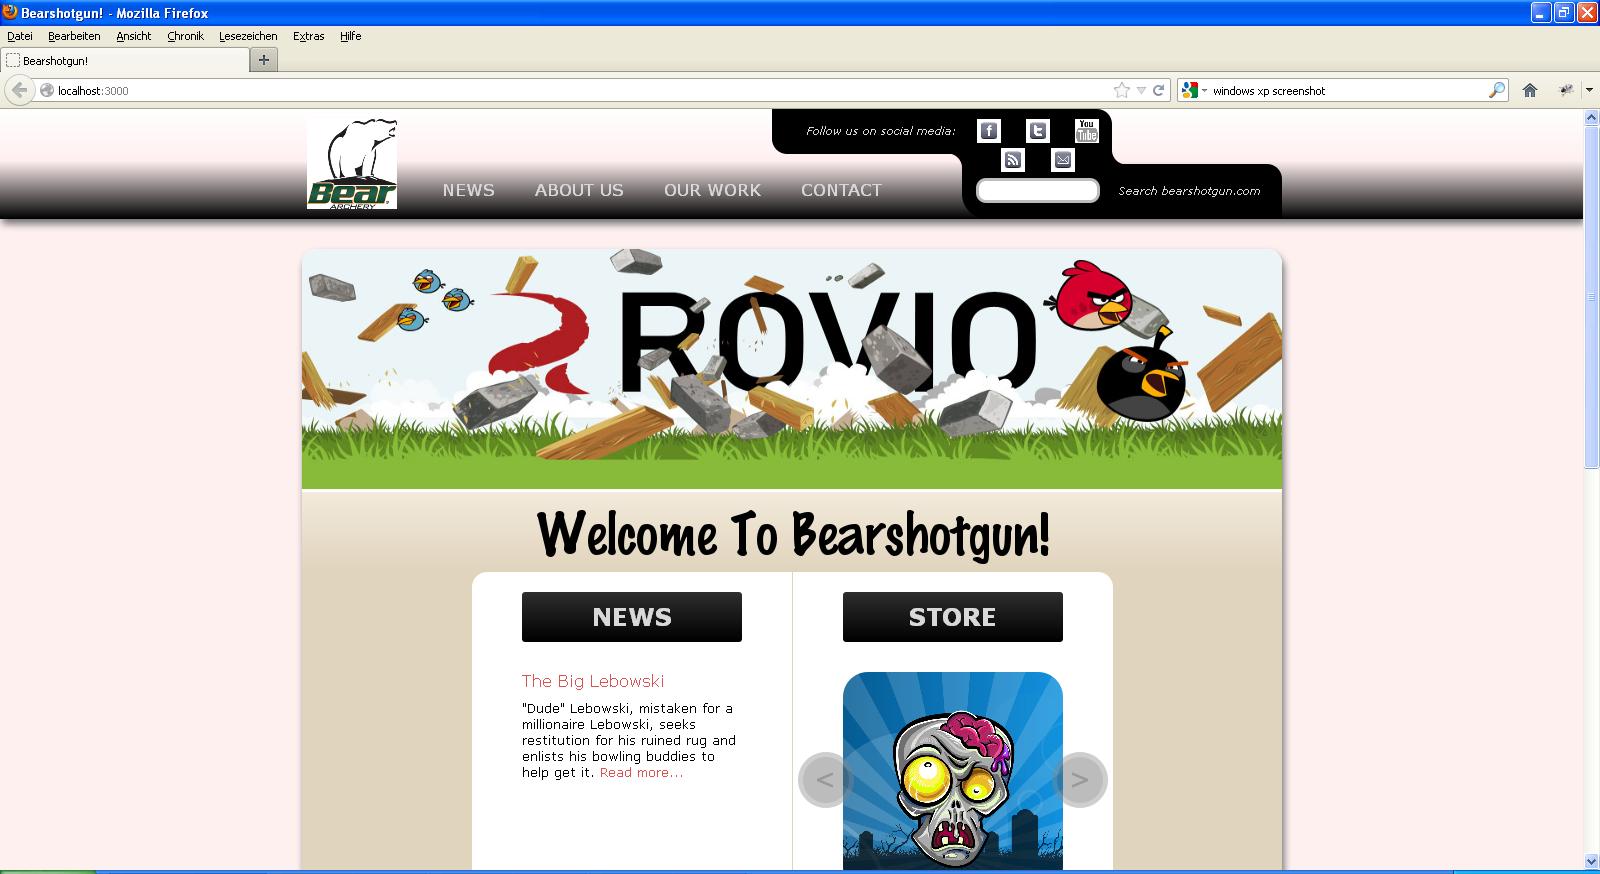 Bearshotgun! - Mozilla Firefox
Datei Bearbeiten Ansicht Chronik Lesezeichen Extras Hilfe
Bearshotgun!
localhost:3000
windows xp screenshot
Follow us on social media:
f t You Tube
Bear
ARCHERY
NEWS ABOUT US OUR WORK CONTACT
Search bearshotgun.com
ROVIO
Welcome To Bearshotgun!
NEWS
STORE
The Big Lebowski
"Dude" Lebowski, mistaken for a
millionaire Lebowski, seeks
restitution for his ruined rug and
enlists his bowling buddies to
help get it. Read more...
< >